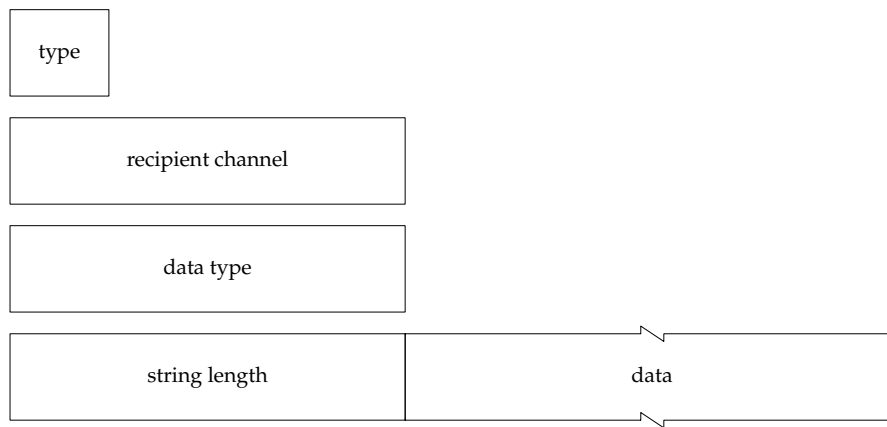 type
recipient channel
data type
string length data